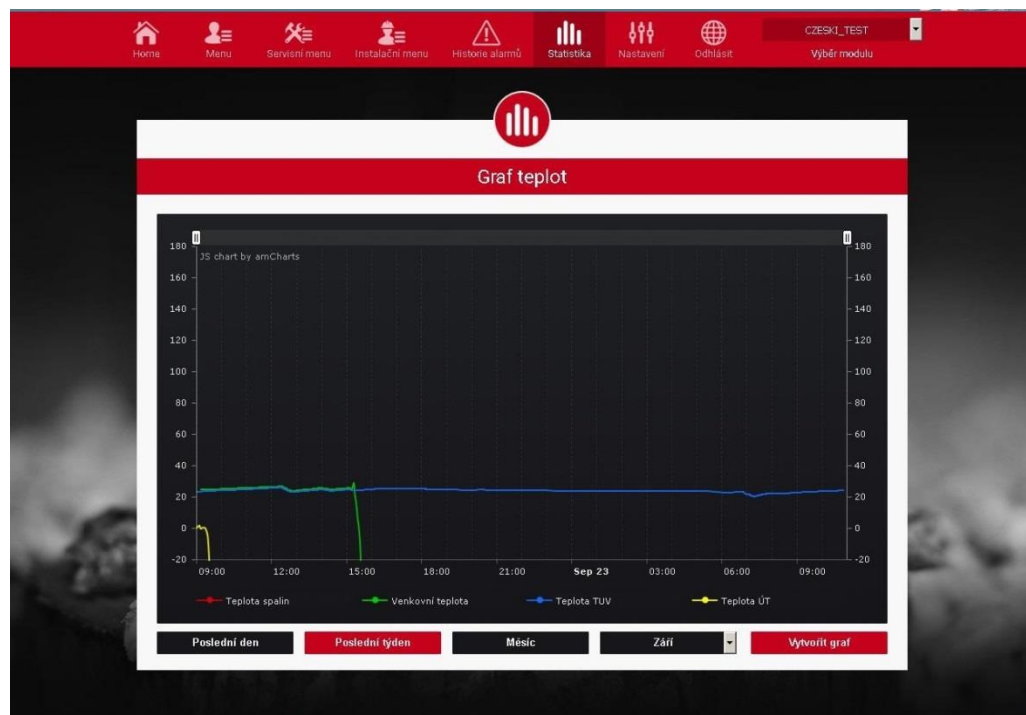 Home
Menu
Servisní menu
Instalační menu
Historie alarmů
Statistika
Nastavení
Odhlásit
CZESKI_TEST
Výběr modulu
Graf teplot
JS chart by amCharts
180 180
160 160
140 140
120 120
100 100
80 80
60 60
40 40
20 20
0 0
-20 -20
09:00 12:00 15:00 18:00 21:00 Sep 23 03:00 06:00 09:00
Teplota spalin Venkovní teplota Teplota TUV Teplota ÚT
Poslední den Poslední týden Měsíc Září Vytvořit graf